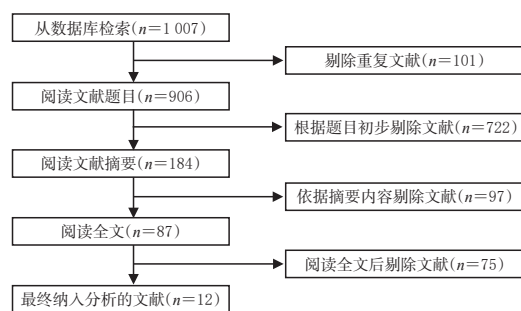 从数据库检索(n=1 007)
剔除重复文献(n=101)
阅读文献题目(n=906)
根据题目初步剔除文献(n=722)
阅读文献摘要(n=184)
依据摘要内容剔除文献(n=97)
阅读全文(n=87)
阅读全文后剔除文献(n=75)
最终纳入分析的文献(n=12)